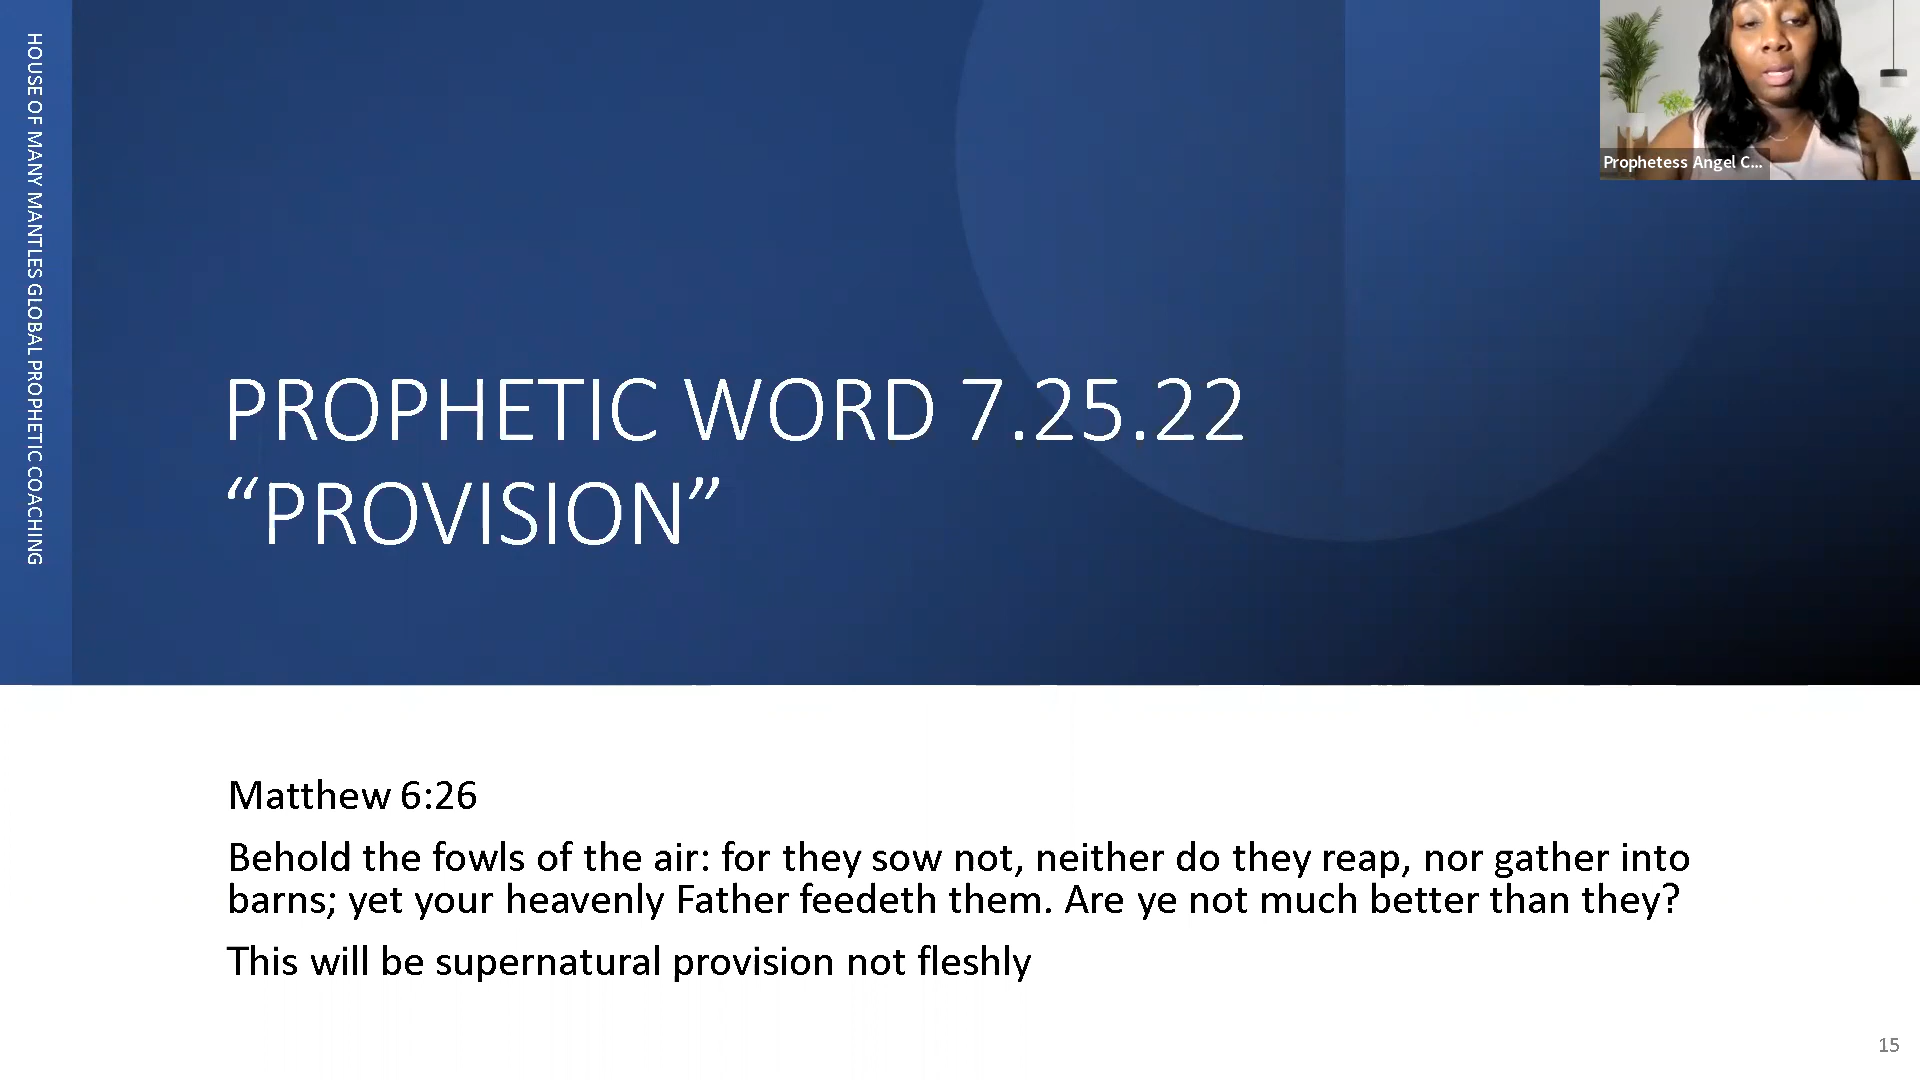 HOUSE OF MANY MANTLES GLOBAL PROPHETIC COACHING
Prophetess Angel C...
PROPHETIC WORD 7.25.22
“PROVISION”
Matthew 6:26
Behold the fowls of the air: for they sow not, neither do they reap, nor gather into
barns; yet your heavenly Father feedeth them. Are ye not much better than they?
This will be supernatural provision not fleshly
15